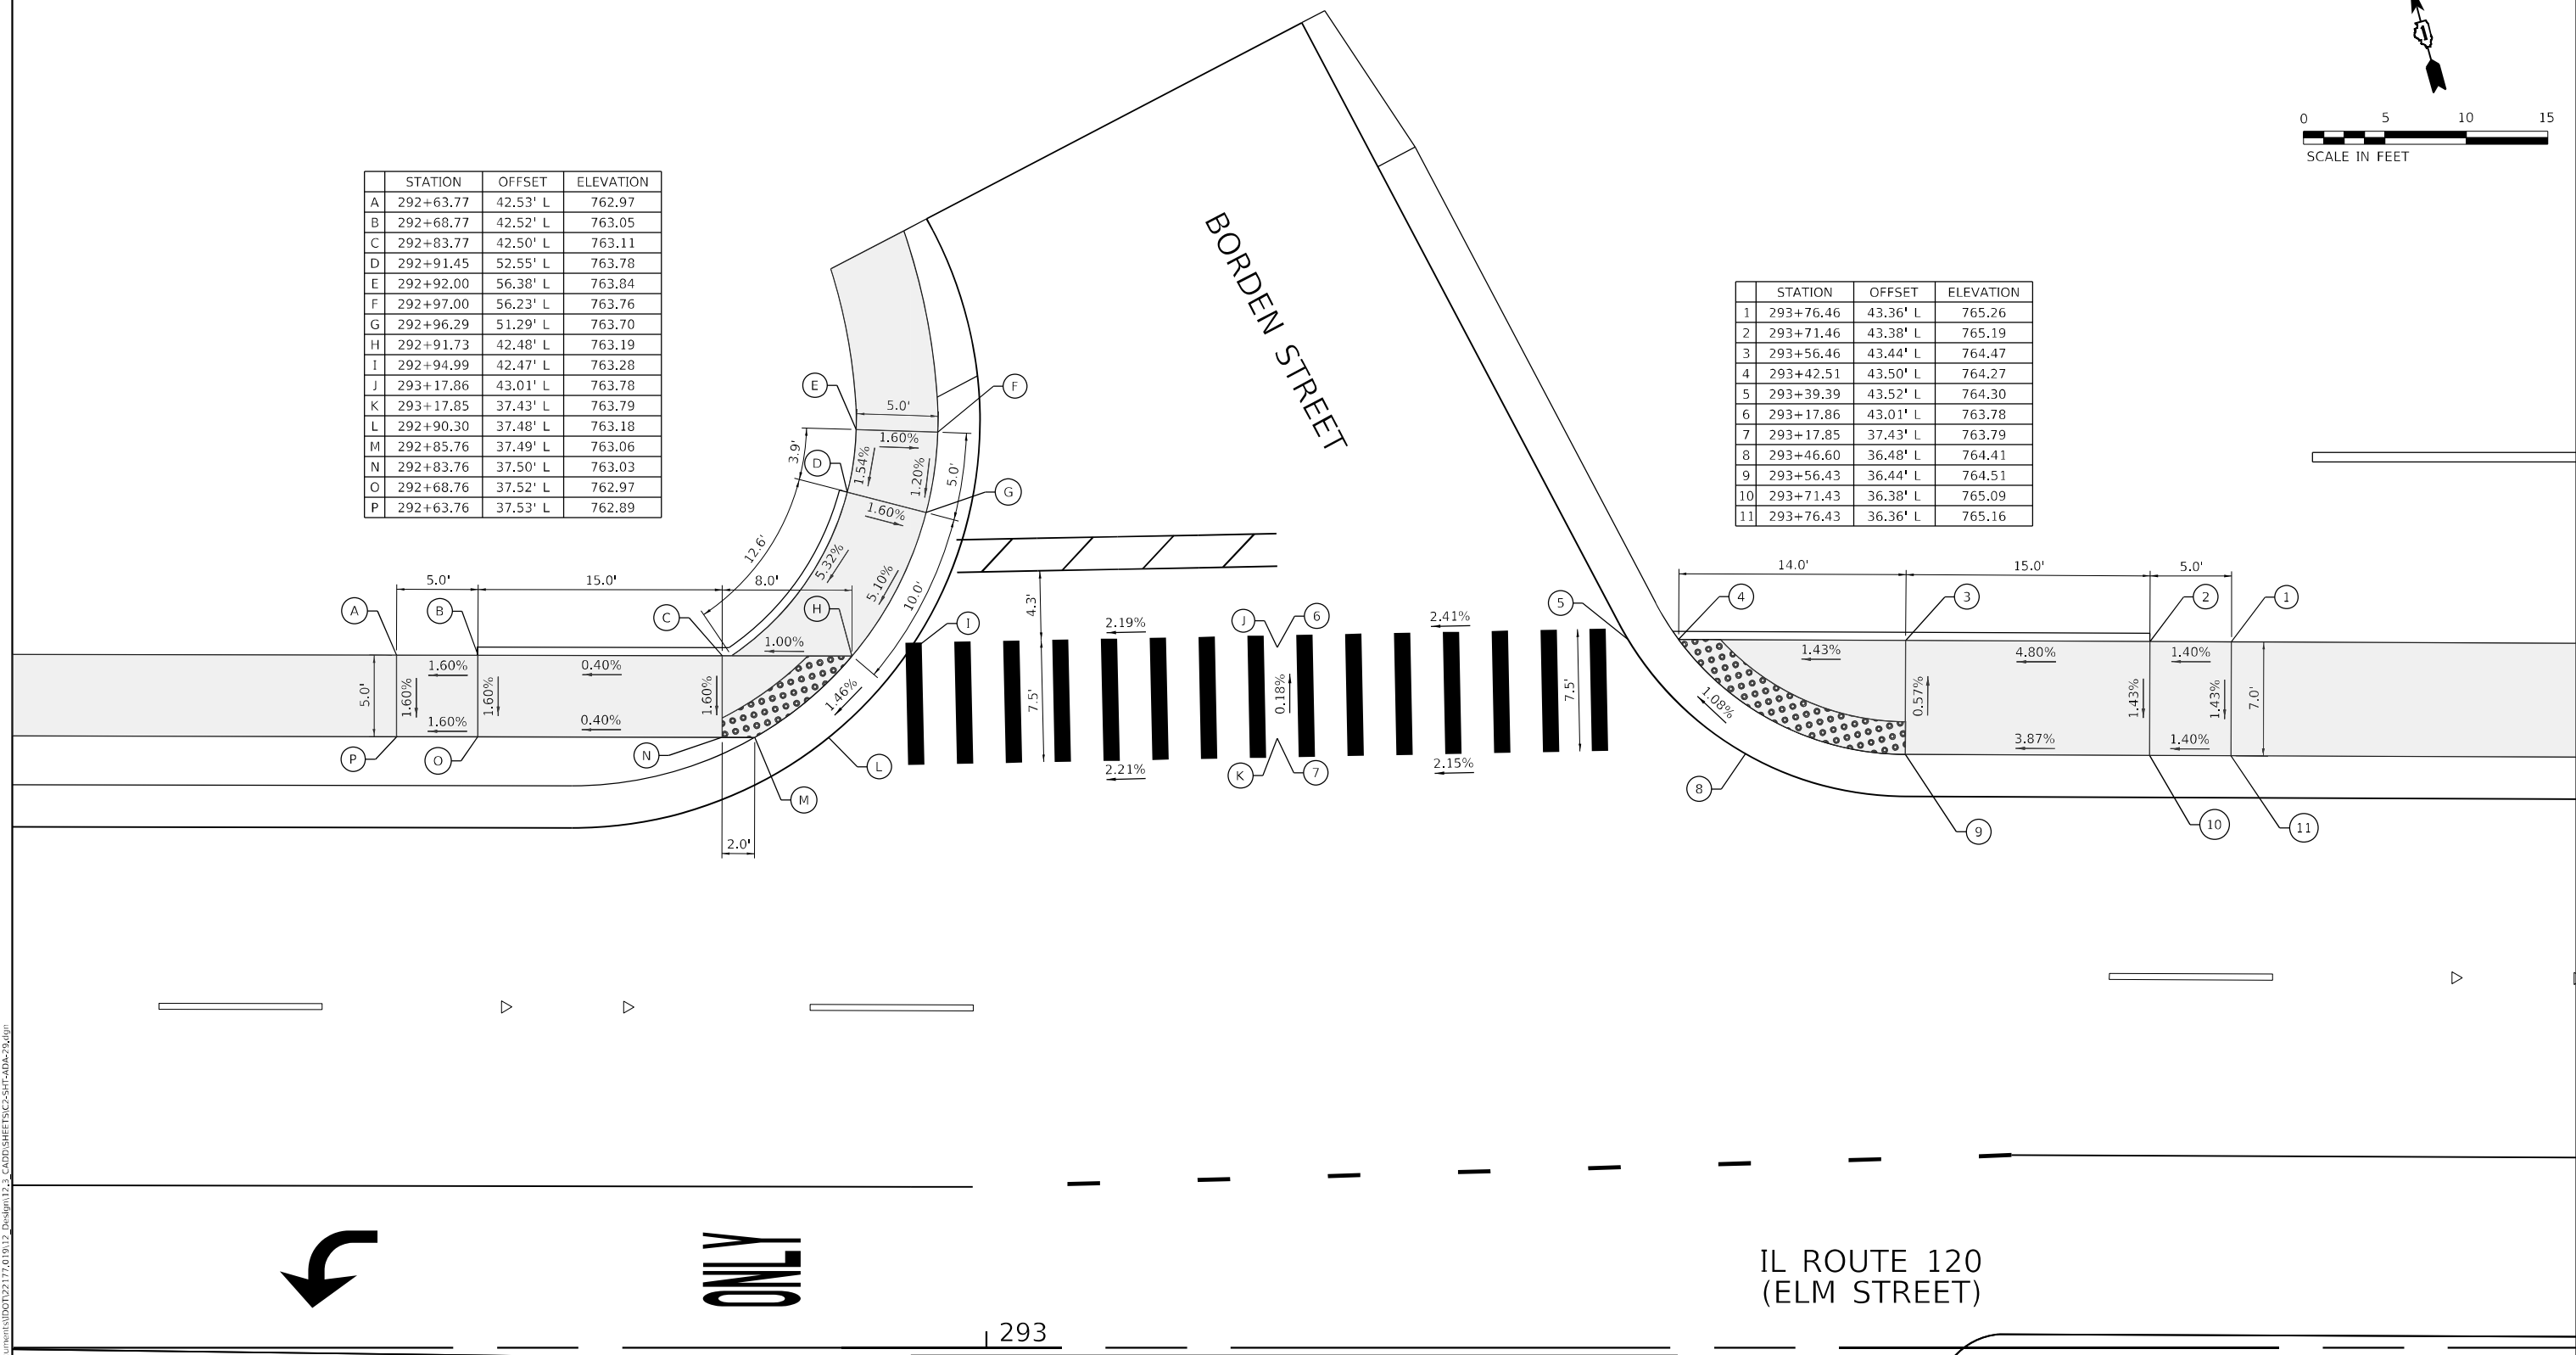 0 5 10 15
SCALE IN FEET
STATION OFFSET ELEVATION
A 292+63.77 42.53' L 762.97
B 292+68.77 42.52' L 763.05
C 292+83.77 42.50' L 763.11
D 292+91.45 52.55' L 763.78
E 292+92.00 56.38' L 763.84
F 292+97.00 56.23' L 763.76
G 292+96.29 51.29' L 763.70
H 292+91.73 42.48' L 763.19
I 292+94.99 42.47' L 763.28
J 293+17.86 43.01' L 763.78
K 293+17.85 37.43' L 763.79
L 292+90.30 37.48' L 763.18
M 292+85.76 37.49' L 763.06
N 292+83.76 37.50' L 763.03
O 292+68.76 37.52' L 762.97
P 292+63.76 37.53' L 762.89
BORDEN STREET
STATION OFFSET ELEVATION
1 293+76.46 43.36' L 765.26
2 293+71.46 43.38' L 765.19
3 293+56.46 43.44' L 764.47
4 293+42.51 43.50' L 764.27
5 293+39.39 43.52' L 764.30
6 293+17.86 43.01' L 763.78
7 293+17.85 37.43' L 763.79
8 293+46.60 36.48' L 764.41
9 293+56.43 36.44' L 764.51
10 293+71.43 36.38' L 765.09
11 293+76.43 36.36' L 765.16
E
5.0'
F
1.60%
3.9'
D
1.54%
1.20%
5.0'
G
1.60%
12.6'
5.32%
5.10%
10.0'
5.0' 15.0' 8.0'
A B C H I
1.00%
1.60% 0.40%
5.0' 1.60% 1.60% 1.60%
1.60% 0.40%
1.46%
P O N M L
2.0'
4.3'
7.5'
2.19%
J 6
2.41%
0.18%
7.5'
2.21%
K 7
2.15%
14.0' 15.0' 5.0'
5 4 3 2 1
1.43% 4.80% 1.40%
1.08% 0.57% 1.43% 1.43% 7.0'
3.87% 1.40%
8 9 10 11
ONLY
IL ROUTE 120
(ELM STREET)
293